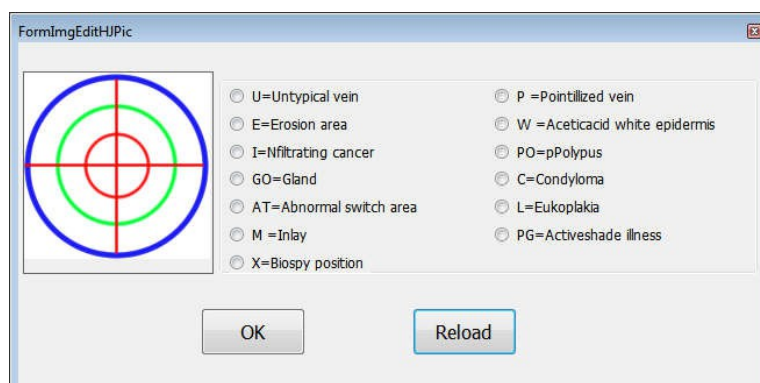 FormImgEditHJPic
U=Untypical vein
E=Erosion area
I=Nfiltrating cancer
GO=Gland
AT=Abnormal switch area
M =Inlay
X=Biospy position
P =Pointillized vein
W =Aceticacid white epidermis
PO=pPolypus
C=Condyloma
L=Eukoplakia
PG=Activeshade illness
OK
Reload